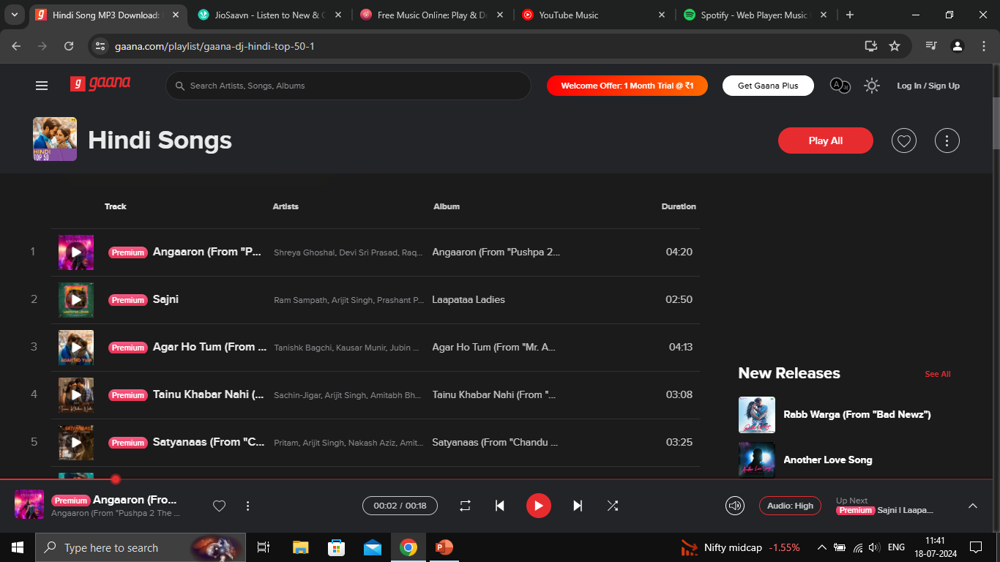 Hindi Song MP3 Download:
JioSaavn - Listen to New &
Free Music Online: Play & Do
YouTube Music
Spotify - Web Player: Music
gaana.com/playlist/gaana-dj-hindi-top-50-1
gaana
Search Artists, Songs, Albums
Welcome Offer: 1 Month Trial @ ₹1
Get Gaana Plus
Log In / Sign Up
HINDI
TOP 50
Hindi Songs
Play All
Track Artists Album Duration
1 Premium Angaaron (From "P... Shreya Ghoshal, Devi Sri Prasad, Raq... Angaaron (From "Pushpa 2... 04:20
2 Premium Sajni Ram Sampath, Arijit Singh, Prashant P... Laapataa Ladies 02:50
3 Premium Agar Ho Tum (From ... Tanishk Bagchi, Kausar Munir, Jubin ... Agar Ho Tum (From "Mr. A... 04:13
4 Premium Tainu Khabar Nahi (... Sachin-Jigar, Arijit Singh, Amitabh Bh... Tainu Khabar Nahi (From "... 03:08
5 Premium Satyanaas (From "C... Pritam, Arijit Singh, Nakash Aziz, Amit... Satyanaas (From "Chandu ... 03:25
New Releases See All
Rabb Warga (From "Bad Newz")
Another Love Song
Premium Angaaron (Fro...
Angaaron (From "Pushpa 2 The ...
00:02 / 00:18
Audio: High
Up Next
Premium Sajni | Laapa...
Type here to search
Nifty midcap -1.55%
ENG
11:41
18-07-2024